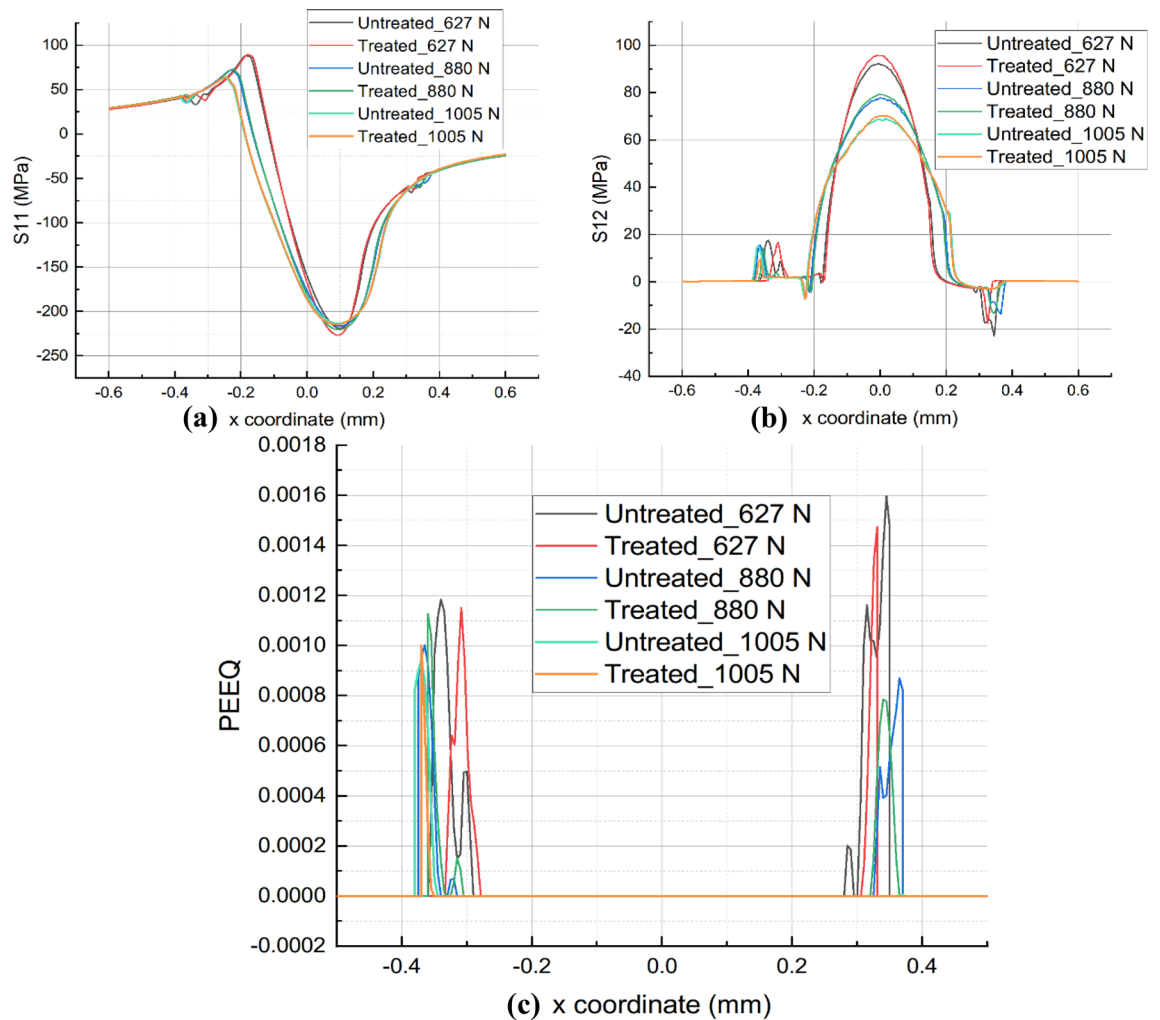 Untreated_627 N
Treated_627 N
Untreated_880 N
Treated_880 N
Untreated_1005 N
Treated_1005 N
100
50
0
-50
-100
-150
-200
-250
S11 (MPa)
-0.6 -0.4 -0.2 0.0 0.2 0.4 0.6
(a) x coordinate (mm)
Untreated_627 N
Treated_627 N
Untreated_880 N
Treated_880 N
Untreated_1005 N
Treated_1005 N
100
80
60
40
20
0
-20
-40
S12 (MPa)
-0.6 -0.4 -0.2 0.0 0.2 0.4 0.6
(b) x coordinate (mm)
0.0018
0.0016
0.0014
0.0012
0.0010
0.0008
0.0006
0.0004
0.0002
0.0000
-0.0002
PEEQ
Untreated_627 N
Treated_627 N
Untreated_880 N
Treated_880 N
Untreated_1005 N
Treated_1005 N
-0.4 -0.2 0.0 0.2 0.4
(c) x coordinate (mm)